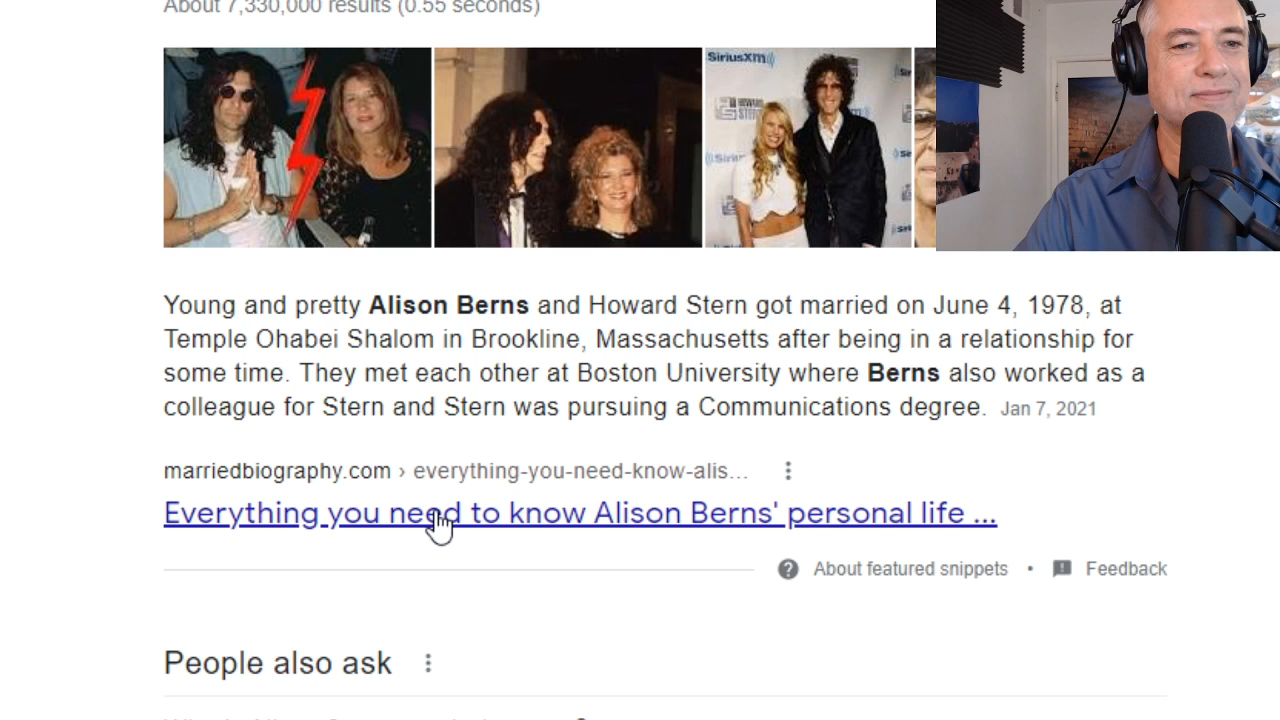 About 7,330,000 results (0.55 seconds)
SiriusXM
HOWARD
STERN
Young and pretty Alison Berns and Howard Stern got married on June 4, 1978, at
Temple Ohabei Shalom in Brookline, Massachusetts after being in a relationship for
some time. They met each other at Boston University where Berns also worked as a
colleague for Stern and Stern was pursuing a Communications degree. Jan 7, 2021
marriedbiography.com › everything-you-need-know-alis...
Everything you need to know Alison Berns' personal life ...
About featured snippets • Feedback
People also ask